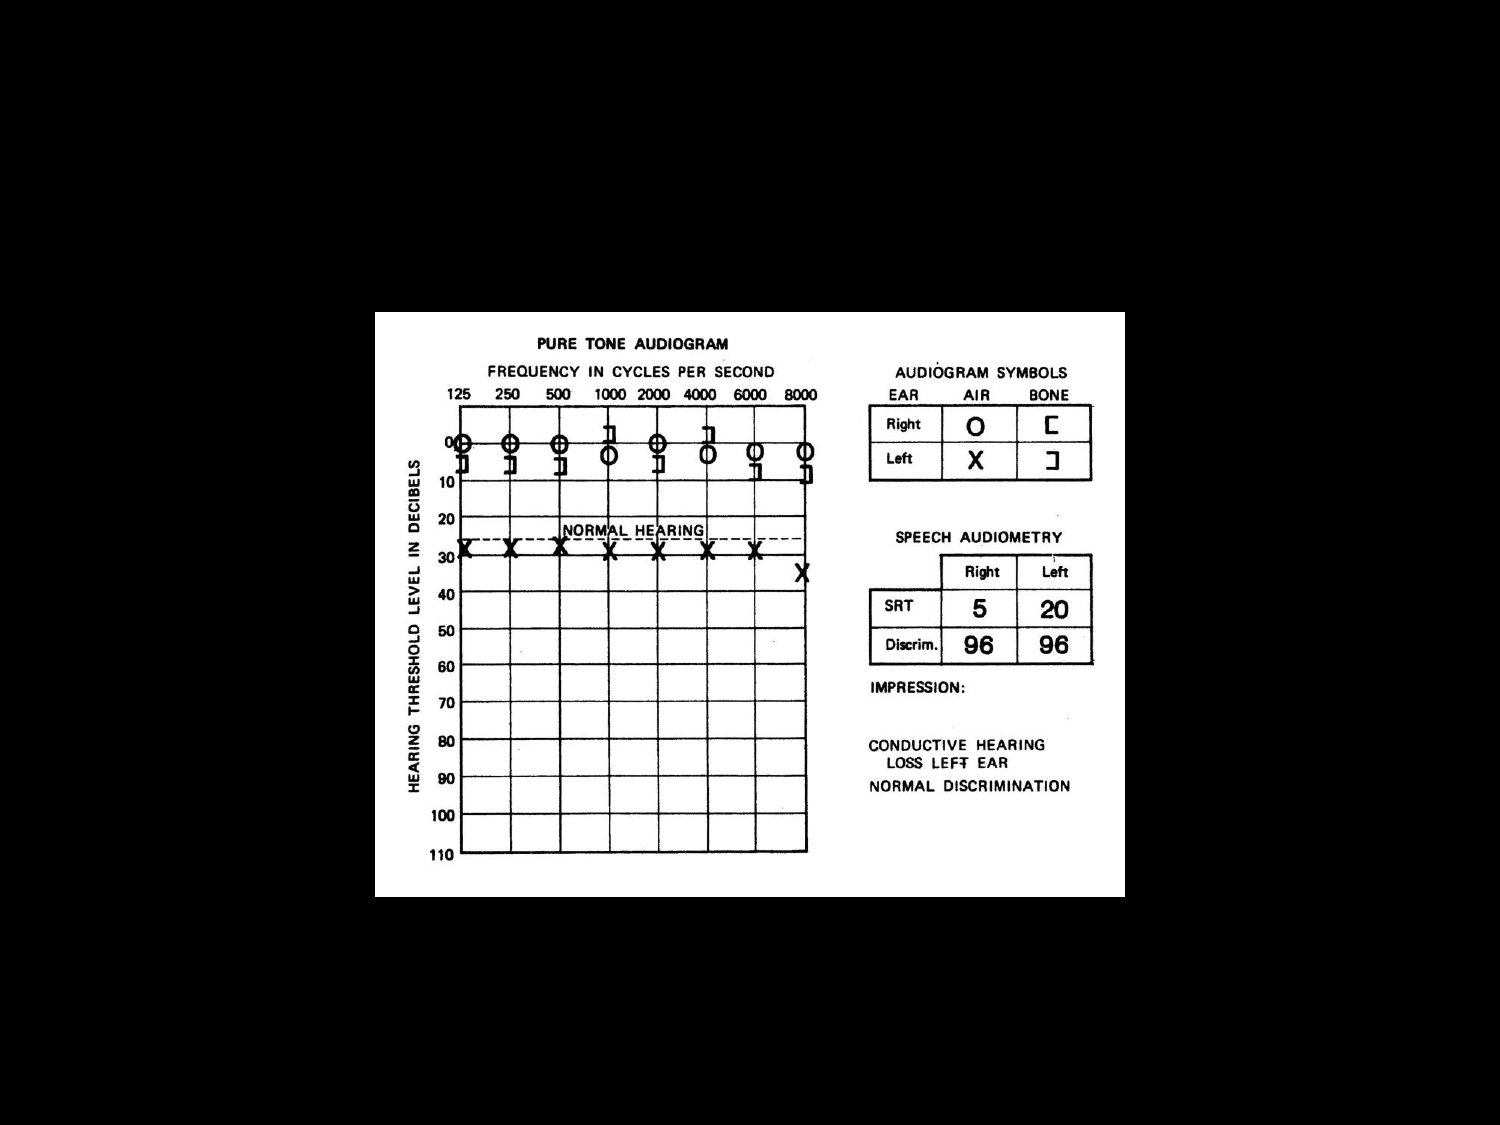 PURE TONE AUDIOGRAM
FREQUENCY IN CYCLES PER SECOND
125 250 500 1000 2000 4000 6000 8000
HEARING THRESHOLD LEVEL IN DECIBELS
0
10
20
NORMAL HEARING
30
40
50
60
70
80
90
100
110
AUDIOGRAM SYMBOLS
EAR AIR BONE
Right O ⊏
Left X ⊐
SPEECH AUDIOMETRY
Right Left
SRT 5 20
Discrim. 96 96
IMPRESSION:
CONDUCTIVE HEARING
LOSS LEFT EAR
NORMAL DISCRIMINATION